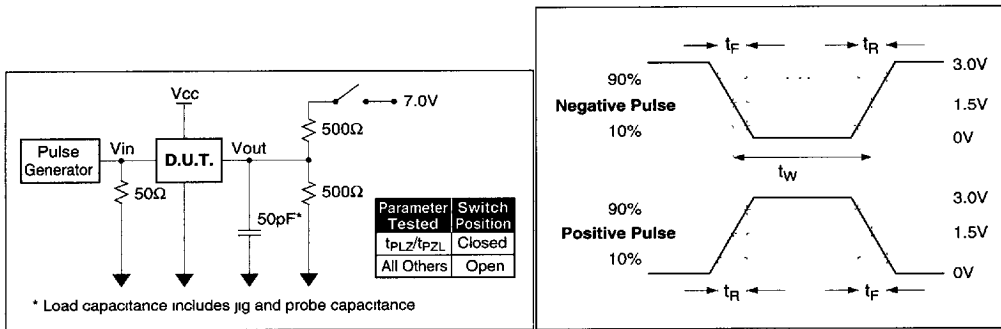 Vcc
7.0V
500Ω
Pulse
Generator
Vin
D.U.T.
Vout
50Ω
50pF*
500Ω
Parameter Tested Switch Position
tPLZ/tPZL Closed
All Others Open
* Load capacitance includes jig and probe capacitance
tF tR
90% 3.0V
Negative Pulse 1.5V
10% 0V
tW
90% 3.0V
Positive Pulse 1.5V
10% 0V
tR tF